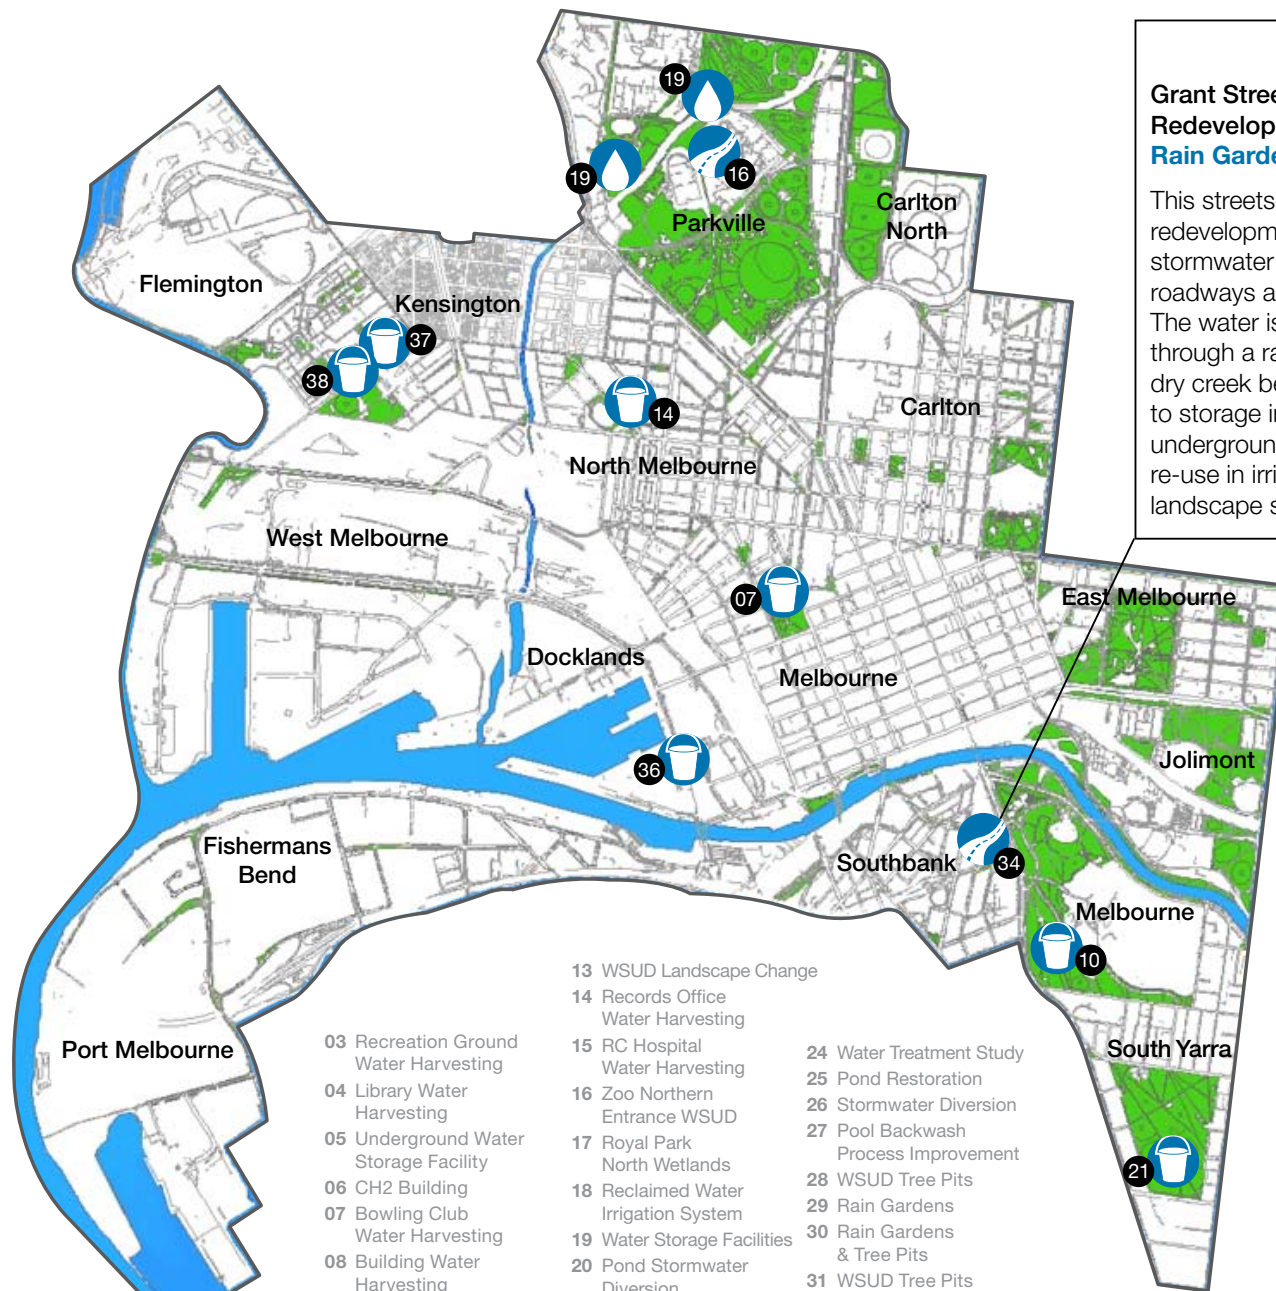 19
19
16
Parkville
Carlton
North
Flemington
Kensington
37
38
14
Carlton
North Melbourne
West Melbourne
07
East Melbourne
Docklands
Melbourne
36
Jolimont
Fishermans
Bend
Southbank
34
Melbourne
10
Port Melbourne
South Yarra
21
Grant Stree
Redevelop
Rain Garde
This streets
redevelopm
stormwater
roadways a
The water is
through a ra
dry creek be
to storage in
undergroun
re-use in irri
landscape s
03 Recreation Ground
Water Harvesting
04 Library Water
Harvesting
05 Underground Water
Storage Facility
06 CH2 Building
07 Bowling Club
Water Harvesting
08 Building Water
Harvesting
13 WSUD Landscape Change
14 Records Office
Water Harvesting
15 RC Hospital
Water Harvesting
16 Zoo Northern
Entrance WSUD
17 Royal Park
North Wetlands
18 Reclaimed Water
Irrigation System
19 Water Storage Facilities
20 Pond Stormwater
Diversion
24 Water Treatment Study
25 Pond Restoration
26 Stormwater Diversion
27 Pool Backwash
Process Improvement
28 WSUD Tree Pits
29 Rain Gardens
30 Rain Gardens
& Tree Pits
31 WSUD Tree Pits